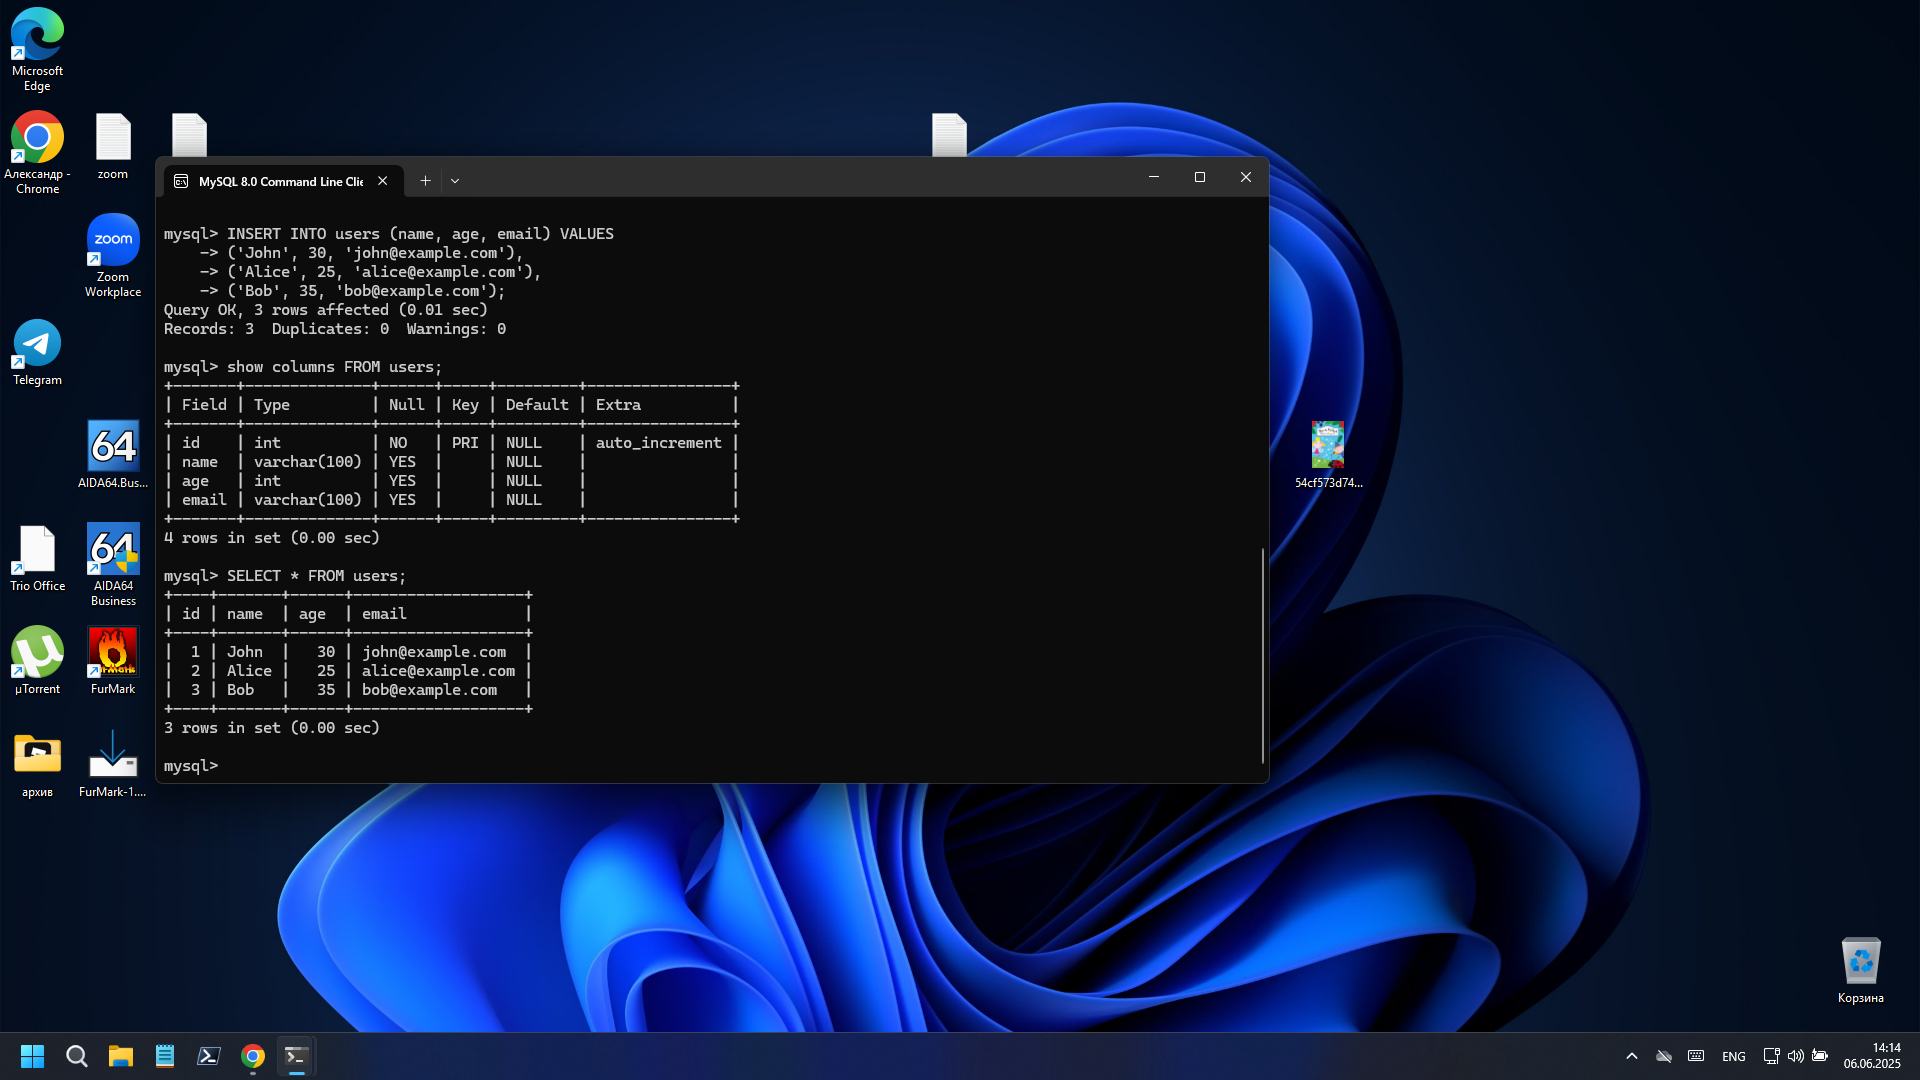 Microsoft
Edge
Александр -
Chrome
zoom
zoom
Zoom
Workplace
Telegram
64
AIDA64.Bus...
Trio Office
64
AIDA64
Business
µTorrent
FurMark
архив
FurMark-1....
MySQL 8.0 Command Line Clie
mysql> INSERT INTO users (name, age, email) VALUES
    -> ('John', 30, 'john@example.com'),
    -> ('Alice', 25, 'alice@example.com'),
    -> ('Bob', 35, 'bob@example.com');
Query OK, 3 rows affected (0.01 sec)
Records: 3  Duplicates: 0  Warnings: 0
mysql> show columns FROM users;
+-------+--------------+------+-----+---------+----------------+
| Field | Type         | Null | Key | Default | Extra          |
+-------+--------------+------+-----+---------+----------------+
| id    | int          | NO   | PRI | NULL    | auto_increment |
| name  | varchar(100) | YES  |     | NULL    |                |
| age   | int          | YES  |     | NULL    |                |
| email | varchar(100) | YES  |     | NULL    |                |
+-------+--------------+------+-----+---------+----------------+
4 rows in set (0.00 sec)
mysql> SELECT * FROM users;
+----+-------+------+-------------------+
| id | name  | age  | email             |
+----+-------+------+-------------------+
|  1 | John  |   30 | john@example.com  |
|  2 | Alice |   25 | alice@example.com |
|  3 | Bob   |   35 | bob@example.com   |
+----+-------+------+-------------------+
3 rows in set (0.00 sec)
mysql>
54cf573d74...
Корзина
ENG
14:14
06.06.2025